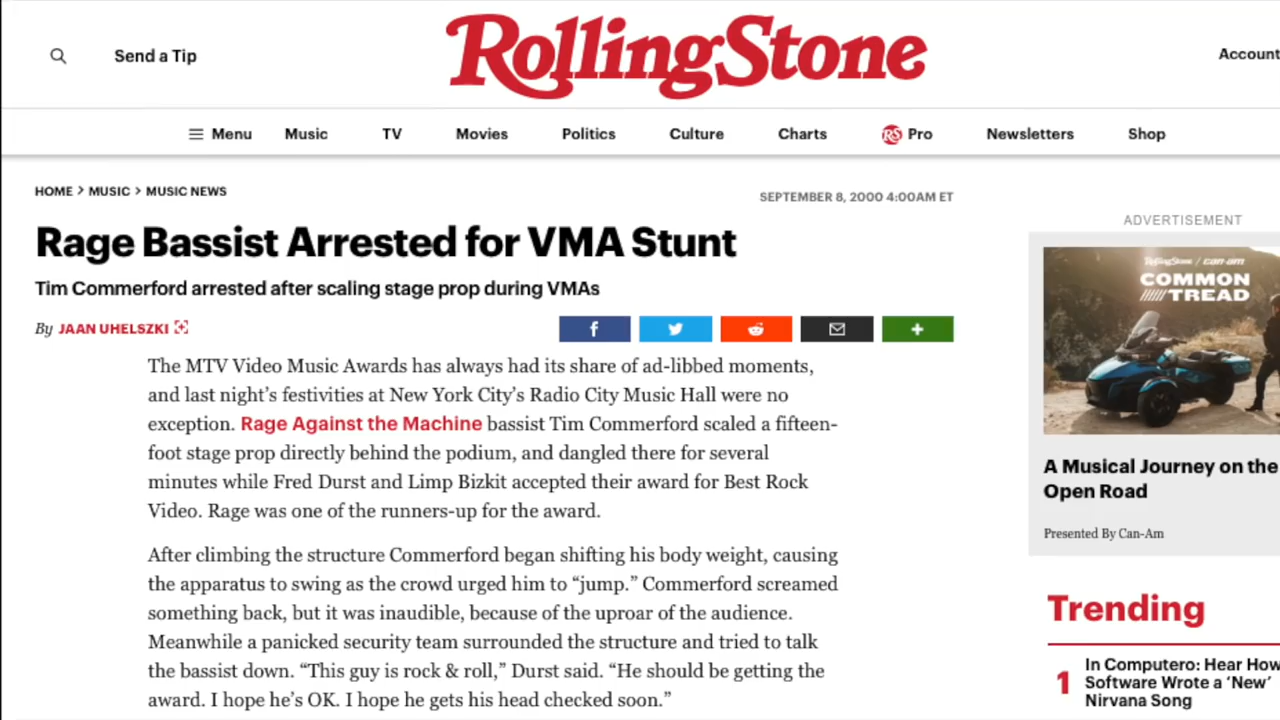 Send a Tip
RollingStone
Account
Menu
Music
TV
Movies
Politics
Culture
Charts
RS Pro
Newsletters
Shop
HOME > MUSIC > MUSIC NEWS
SEPTEMBER 8, 2000 4:00AM ET
Rage Bassist Arrested for VMA Stunt
Tim Commerford arrested after scaling stage prop during VMAs
By JAAN UHELSZKI
The MTV Video Music Awards has always had its share of ad-libbed moments,
and last night's festivities at New York City's Radio City Music Hall were no
exception. Rage Against the Machine bassist Tim Commerford scaled a fifteen-
foot stage prop directly behind the podium, and dangled there for several
minutes while Fred Durst and Limp Bizkit accepted their award for Best Rock
Video. Rage was one of the runners-up for the award.
After climbing the structure Commerford began shifting his body weight, causing
the apparatus to swing as the crowd urged him to “jump.” Commerford screamed
something back, but it was inaudible, because of the uproar of the audience.
Meanwhile a panicked security team surrounded the structure and tried to talk
the bassist down. “This guy is rock & roll,” Durst said. “He should be getting the
award. I hope he's OK. I hope he gets his head checked soon.”
ADVERTISEMENT
RollingStone / can-am
COMMON
TREAD
A Musical Journey on the
Open Road
Presented By Can-Am
Trending
1
In Computero: Hear How
Software Wrote a ‘New’
Nirvana Song